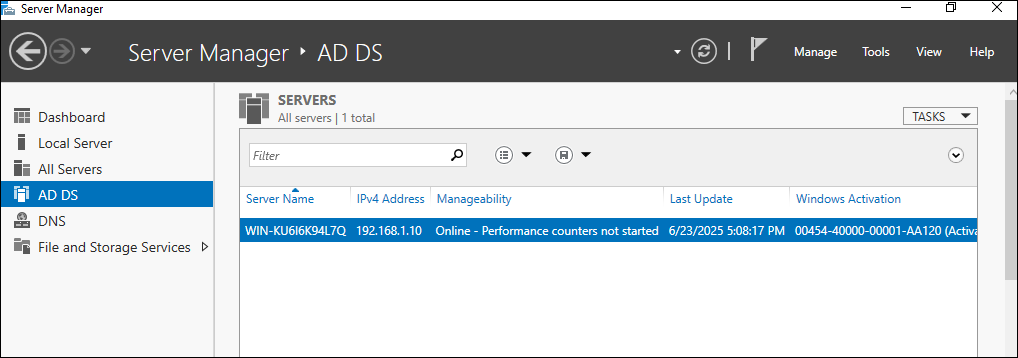 Server Manager
Server Manager ‣ AD DS
Manage Tools View Help
Dashboard
Local Server
All Servers
AD DS
DNS
File and Storage Services
SERVERS
All servers | 1 total
TASKS
Filter
Server Name IPv4 Address Manageability Last Update Windows Activation
WIN-KU6I6K94L7Q 192.168.1.10 Online - Performance counters not started 6/23/2025 5:08:17 PM 00454-40000-00001-AA120 (Activa